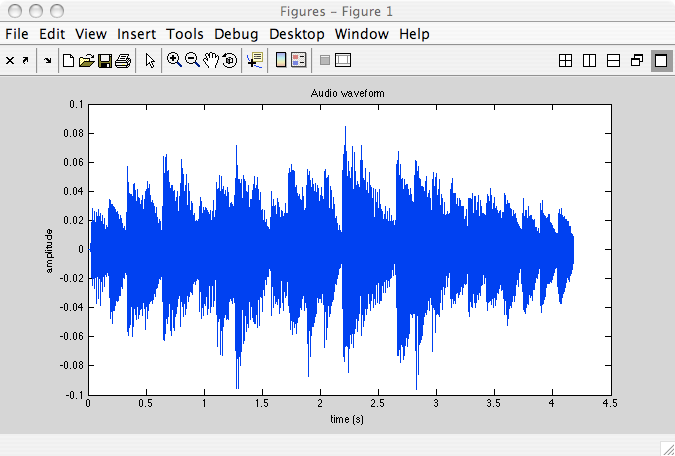 Figures – Figure 1
File Edit View Insert Tools Debug Desktop Window Help
Audio waveform
0.1
0.08
0.06
0.04
0.02
0
-0.02
-0.04
-0.06
-0.08
-0.1
amplitude
0 0.5 1 1.5 2 2.5 3 3.5 4 4.5
time (s)